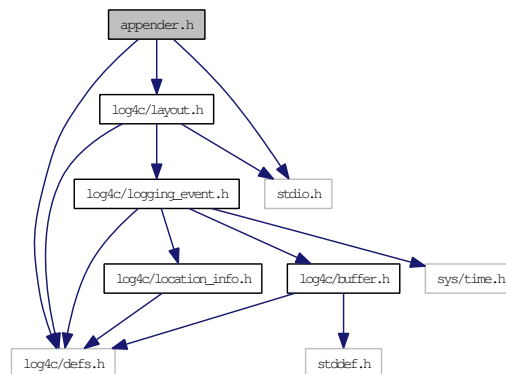 appender.h
log4c/layout.h
log4c/logging_event.h
stdio.h
log4c/location_info.h
log4c/buffer.h
sys/time.h
log4c/defs.h
stddef.h